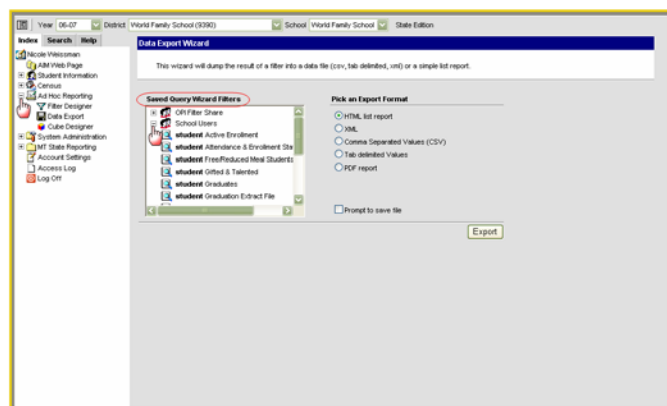 Year 06-07 District World Family School (9390) School World Family School State Edition
Index Search Help
Nicole Weissman
AIM Web Page
Student Information
Census
Ad Hoc Reporting
Filter Designer
Data Export
Cube Designer
System Administration
MT State Reporting
Account Settings
Access Log
Log Off
Data Export Wizard
This wizard will dump the result of a filter into a data file (csv, tab delimited, xml) or a simple list report.
Saved Query Wizard Filters
OPI Filter Share
School Users
student Active Enrollment
student Attendance & Enrollment Sta
student Free/Reduced Meal Students
student Gifted & Talented
student Graduates
student Graduation Extract File
Pick an Export Format
HTML list report
XML
Comma Separated Values (CSV)
Tab delimited Values
PDF report
Prompt to save file
Export